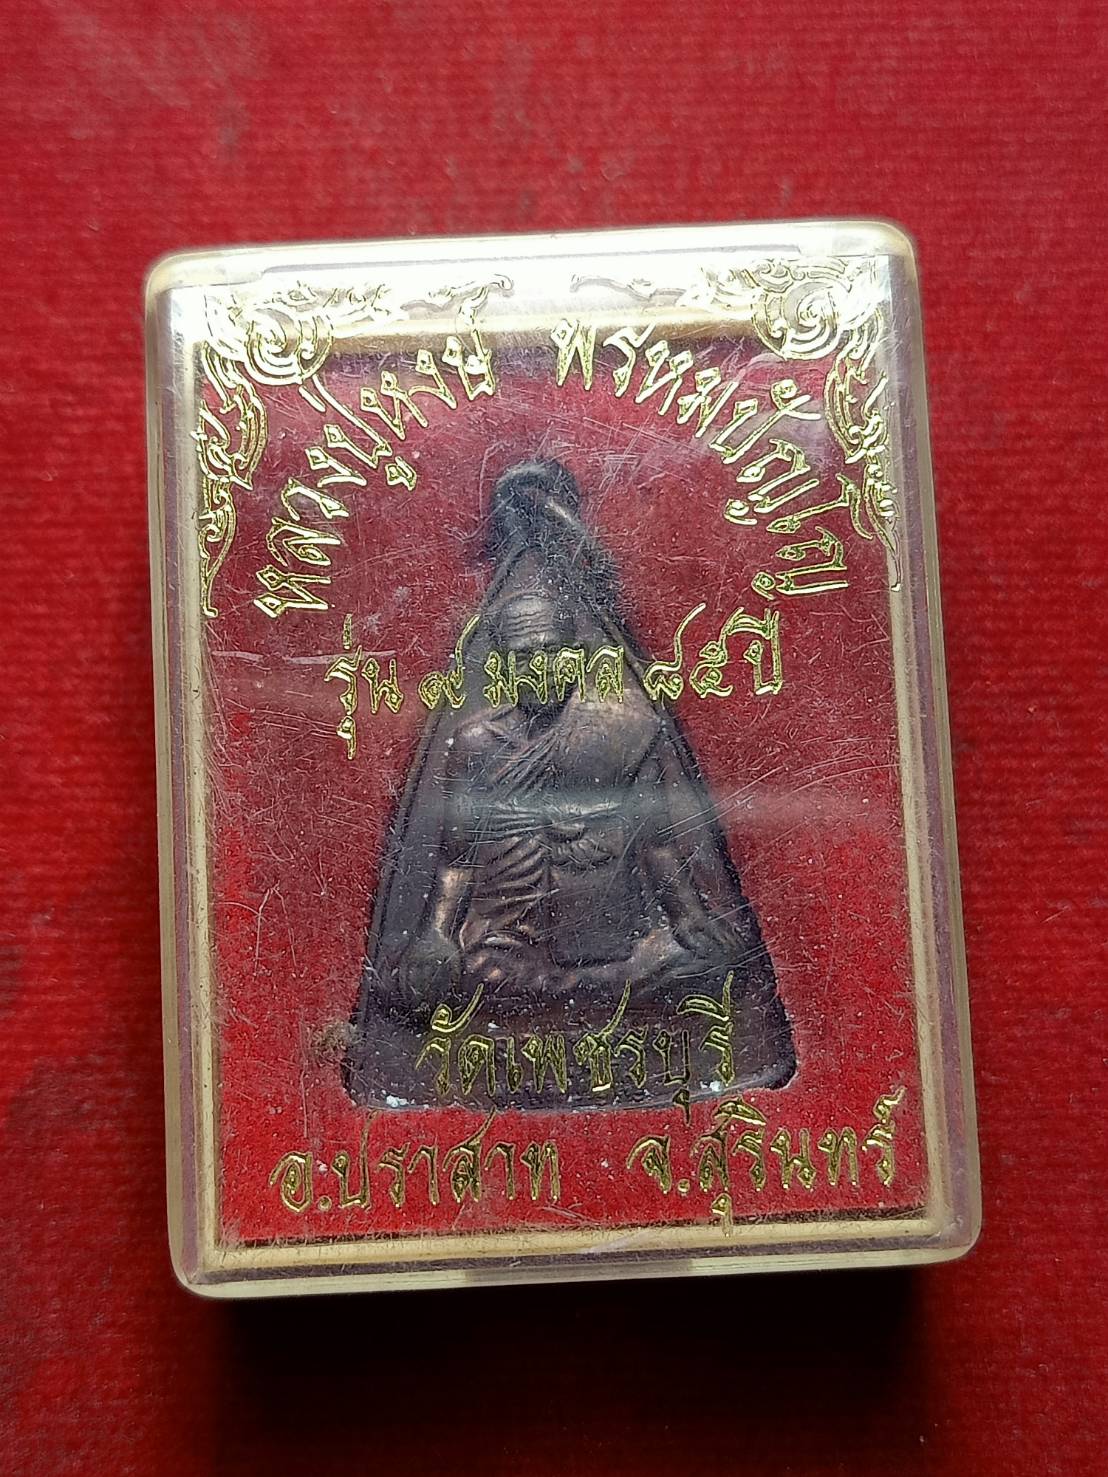 หลวงปู่หงษ์ พรหมปัญโญ
รุ่น ๙ มงคล ๘๕ ปี
วัดเพชรบุรี
อ.ปราสาท จ.สุรินทร์